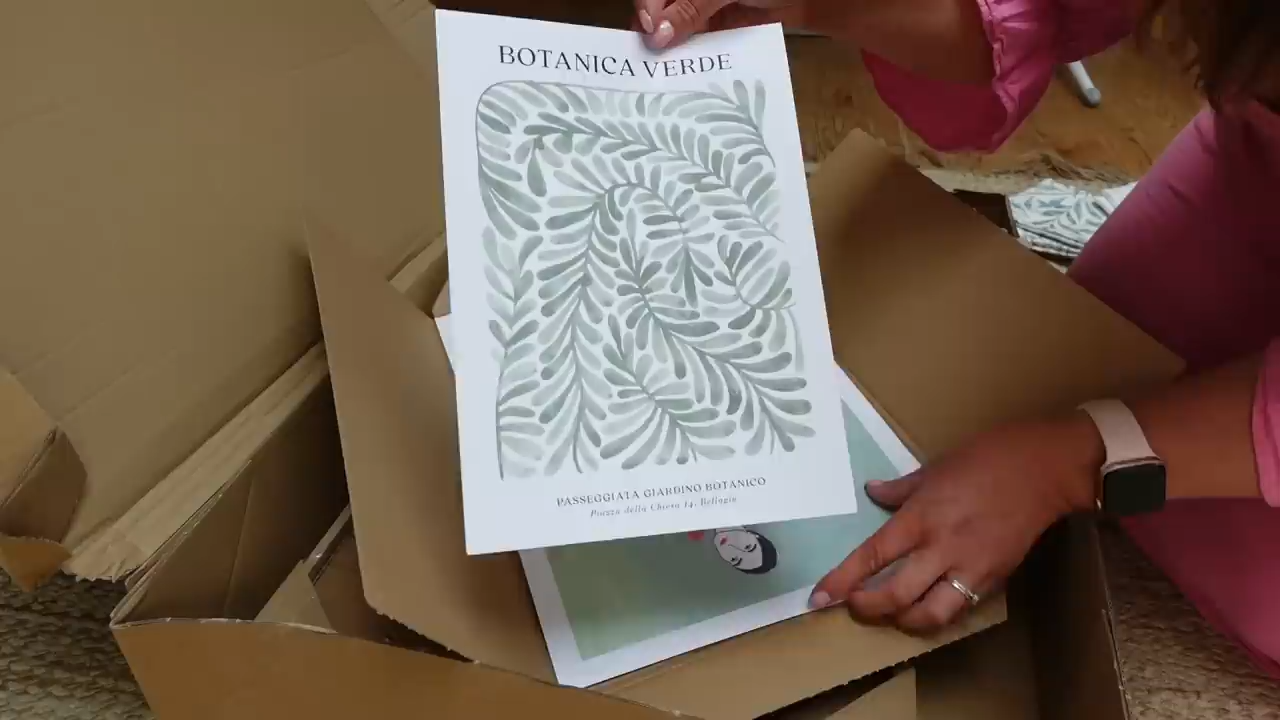 BOTANICA VERDE
PASSEGGIATA GIARDINO BOTANICO
Piazza della Chiesa 14, Bellagio